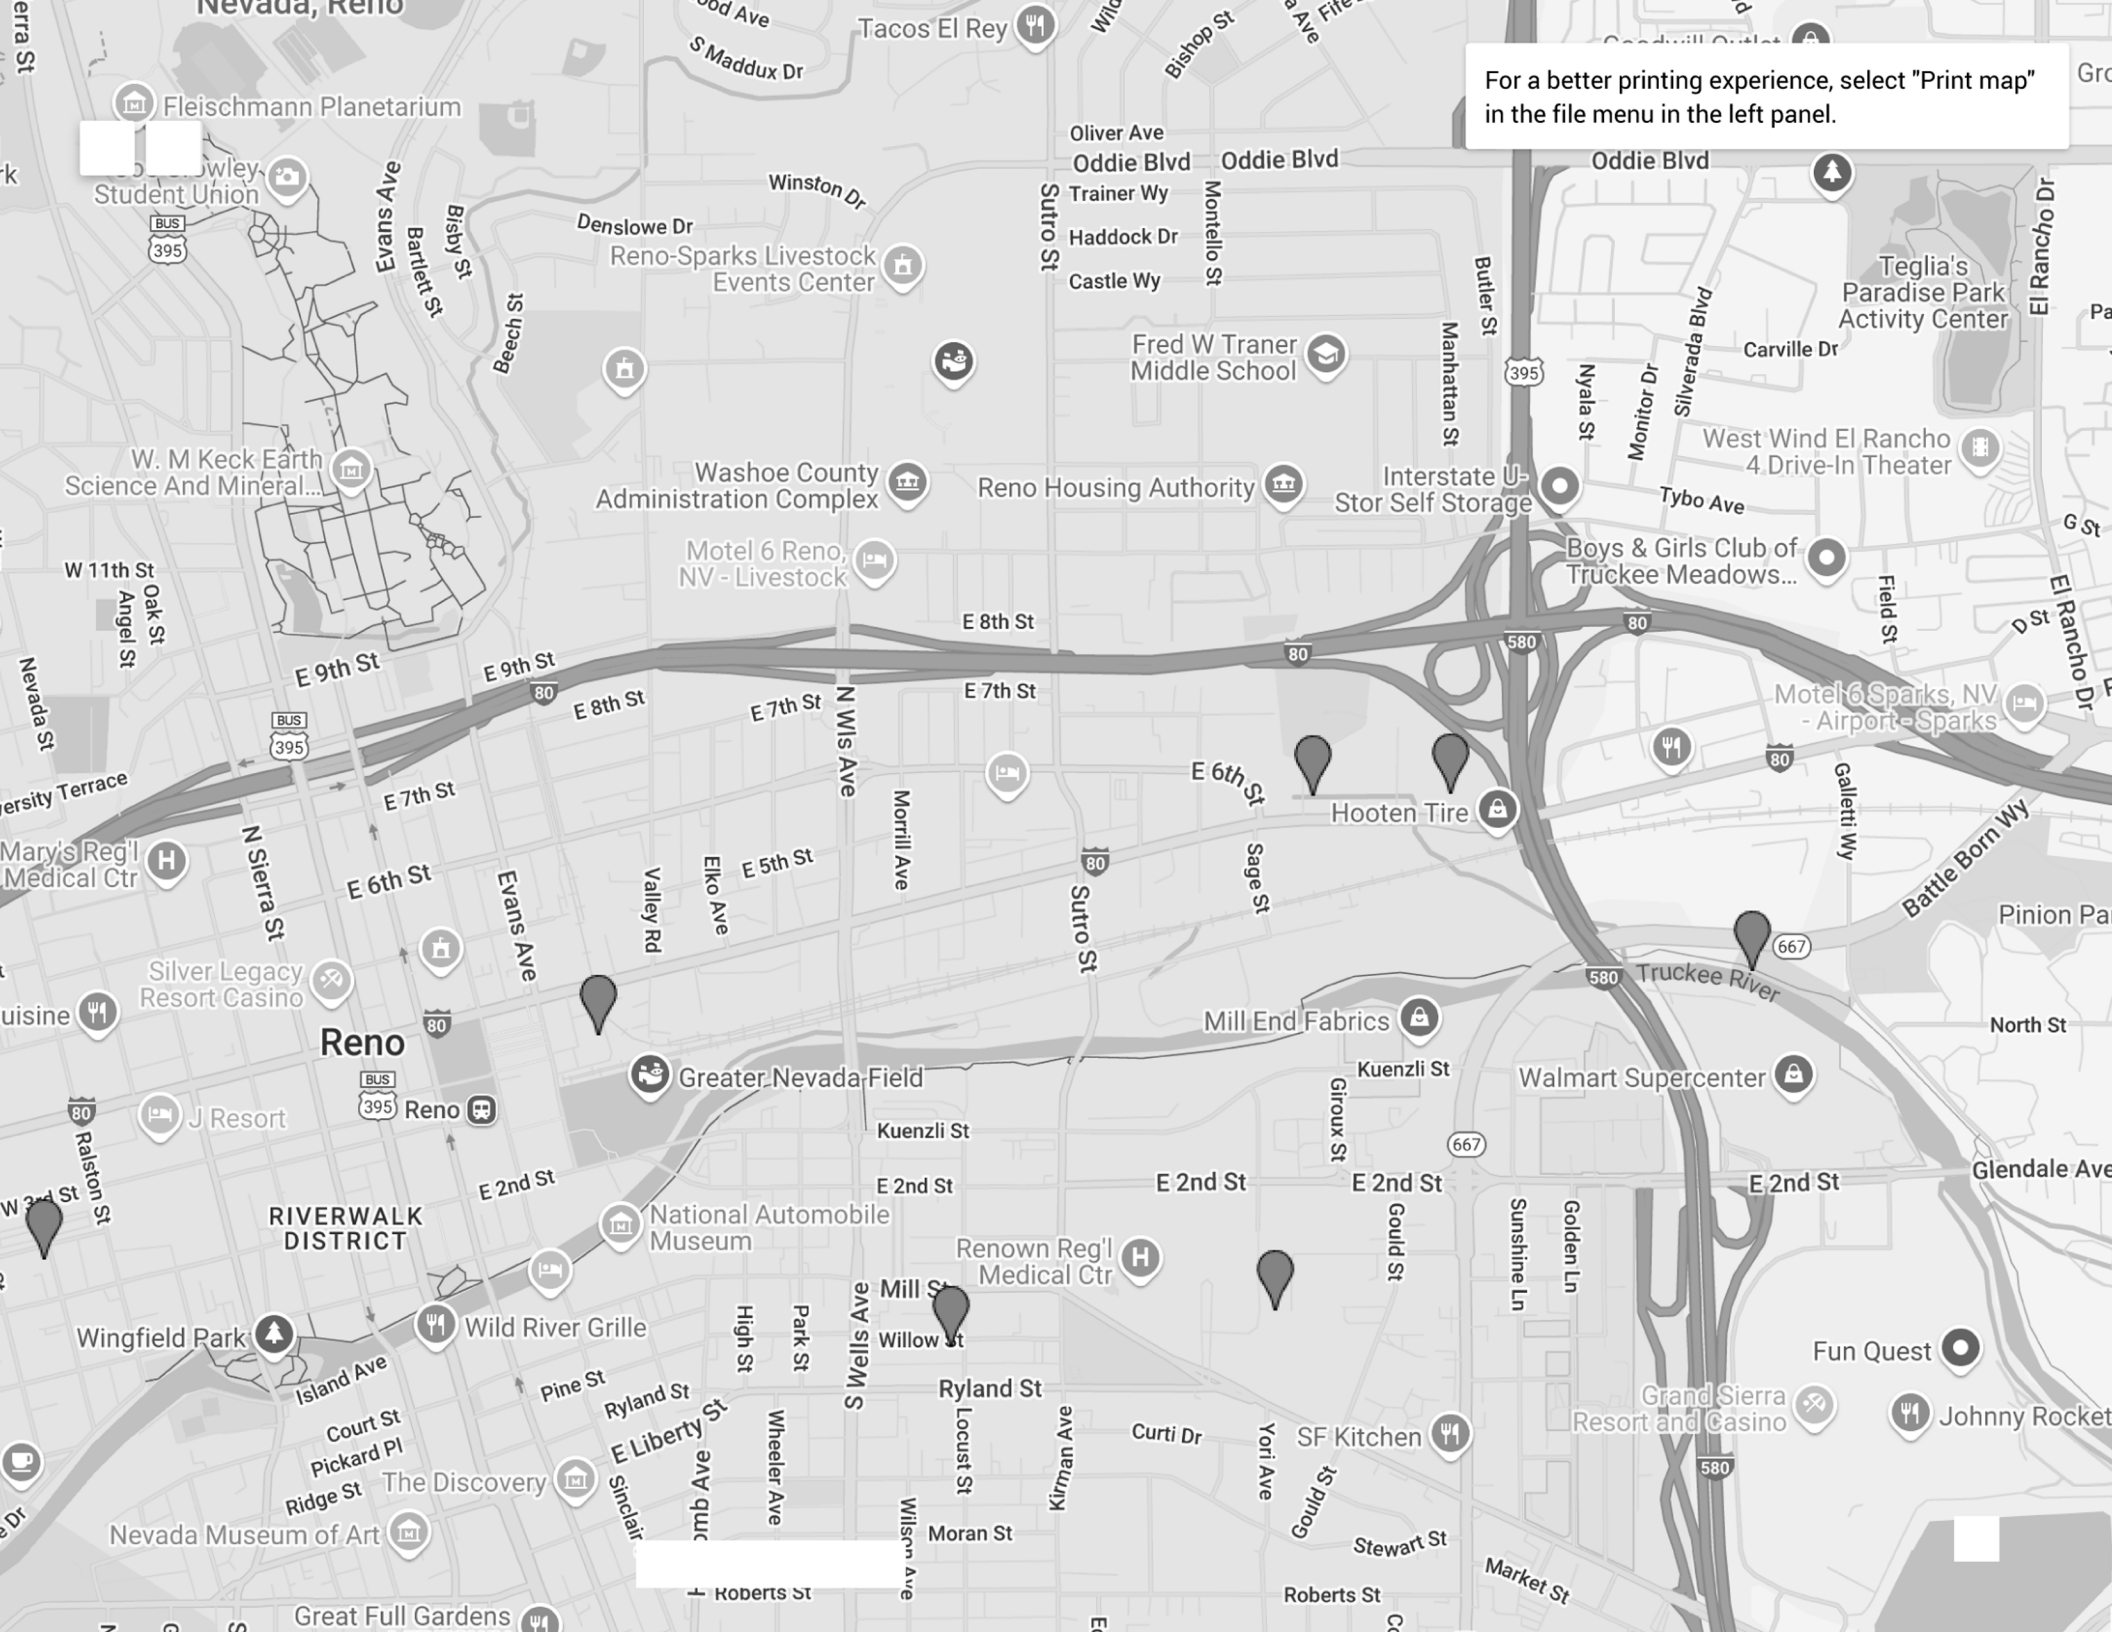 Nevada, Reno
ood Ave
Tacos El Rey
Bishop St
S Maddux Dr
Goodwill Outlet
For a better printing experience, select "Print map"
in the file menu in the left panel.
Fleischmann Planetarium
Oliver Ave
Oddie Blvd
Oddie Blvd
Oddie Blvd
Student Union
BUS
395
Evans Ave
Bisby St
Bartlett St
Beech St
Winston Dr
Denslowe Dr
Reno-Sparks Livestock
Events Center
Sutro St
Trainer Wy
Haddock Dr
Castle Wy
Montello St
Butler St
El Rancho Dr
Teglia's
Paradise Park
Activity Center
Fred W Traner
Middle School
Manhattan St
395
Nyala St
Monitor Dr
Silverada Blvd
Carville Dr
W. M Keck Earth
Science And Mineral...
Washoe County
Administration Complex
Reno Housing Authority
Interstate U-
Stor Self Storage
West Wind El Rancho
4 Drive-In Theater
Tybo Ave
G St
Motel 6 Reno,
NV - Livestock
Boys & Girls Club of
Truckee Meadows...
W 11th St
Oak St
Angel St
Field St
D St
El Rancho Dr
E 8th St
80
580
80
Nevada St
E 9th St
E 9th St
80
E 8th St
E 7th St
N Wls Ave
E 7th St
Motel 6 Sparks, NV
- Airport - Sparks
BUS
395
80
ersity Terrace
E 7th St
E 6th St
Hooten Tire
Galletti Wy
Battle Born Wy
Mary's Reg'l
Medical Ctr
N Sierra St
E 6th St
Evans Ave
Valley Rd
Elko Ave
E 5th St
Morrill Ave
80
Sutro St
Sage St
Pinion Pa
667
Silver Legacy
Resort Casino
580
Truckee River
uisine
Reno
80
Mill End Fabrics
North St
Greater Nevada Field
Kuenzli St
Walmart Supercenter
BUS
395
Reno
80
J Resort
Kuenzli St
Giroux St
667
Ralston St
W 3rd St
E 2nd St
E 2nd St
E 2nd St
E 2nd St
E 2nd St
Glendale Ave
RIVERWALK
DISTRICT
National Automobile
Museum
Renown Reg'l
Medical Ctr
Gould St
Sunshine Ln
Golden Ln
Mill St
Wingfield Park
Wild River Grille
High St
Park St
S Wells Ave
Willow St
Fun Quest
Island Ave
Pine St
Ryland St
Ryland St
Grand Sierra
Resort and Casino
Johnny Rocket
Court St
Pickard Pl
E Liberty St
Wheeler Ave
Locust St
Kirman Ave
Curti Dr
Yori Ave
SF Kitchen
580
The Discovery
Sinclair
Ridge St
Gould St
Nevada Museum of Art
Wilson Ave
Moran St
Stewart St
Market St
Roberts St
Roberts St
Great Full Gardens